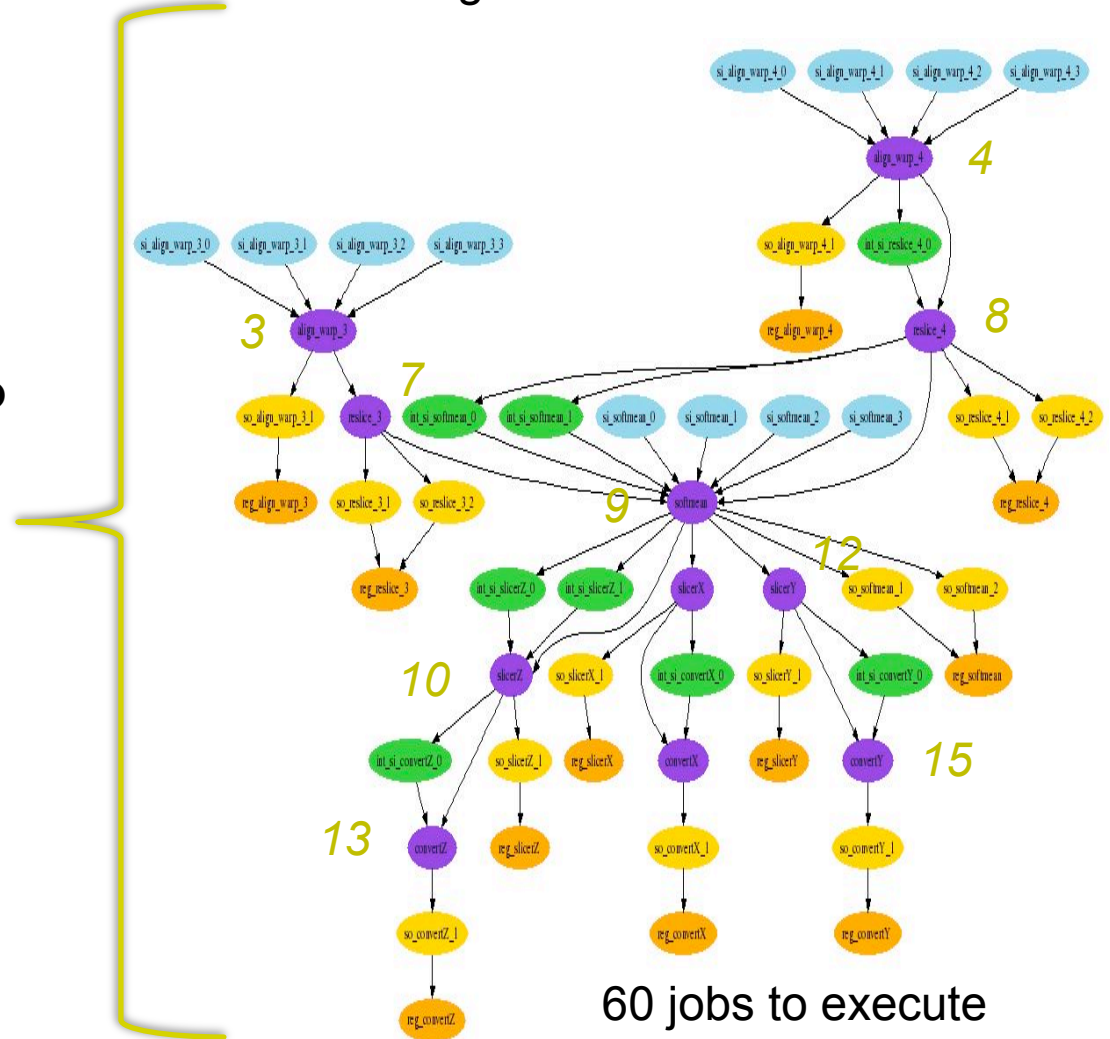 g
si_align_warp_4_0 si_align_warp_4_1 si_align_warp_4_2 si_align_warp_4_3
align_warp_4 4
si_align_warp_3_0 si_align_warp_3_1 si_align_warp_3_2 si_align_warp_3_3 so_align_warp_4_1 int_si_reslice_4_0
3 align_warp_3 reg_align_warp_4 reslice_4 8
7
so_align_warp_3_1 reslice_3 int_si_softmean_0 int_si_softmean_1 si_softmean_0 si_softmean_1 si_softmean_2 si_softmean_3 so_reslice_4_1 so_reslice_4_2
reg_align_warp_3 so_reslice_3_1 so_reslice_3_2 9 softmean reg_reslice_4
12
reg_reslice_3 int_si_slicerZ_0 int_si_slicerZ_1 slicerX slicerY so_softmean_1 so_softmean_2
10 slicerZ so_slicerX_1 int_si_convertX_0 so_slicerY_1 int_si_convertY_0 reg_softmean
int_si_convertZ_0 so_slicerZ_1 reg_slicerX convertX reg_slicerY convertY 15
13 convertZ reg_slicerZ so_convertX_1 so_convertY_1
so_convertZ_1 reg_convertX reg_convertY
60 jobs to execute
reg_convertZ